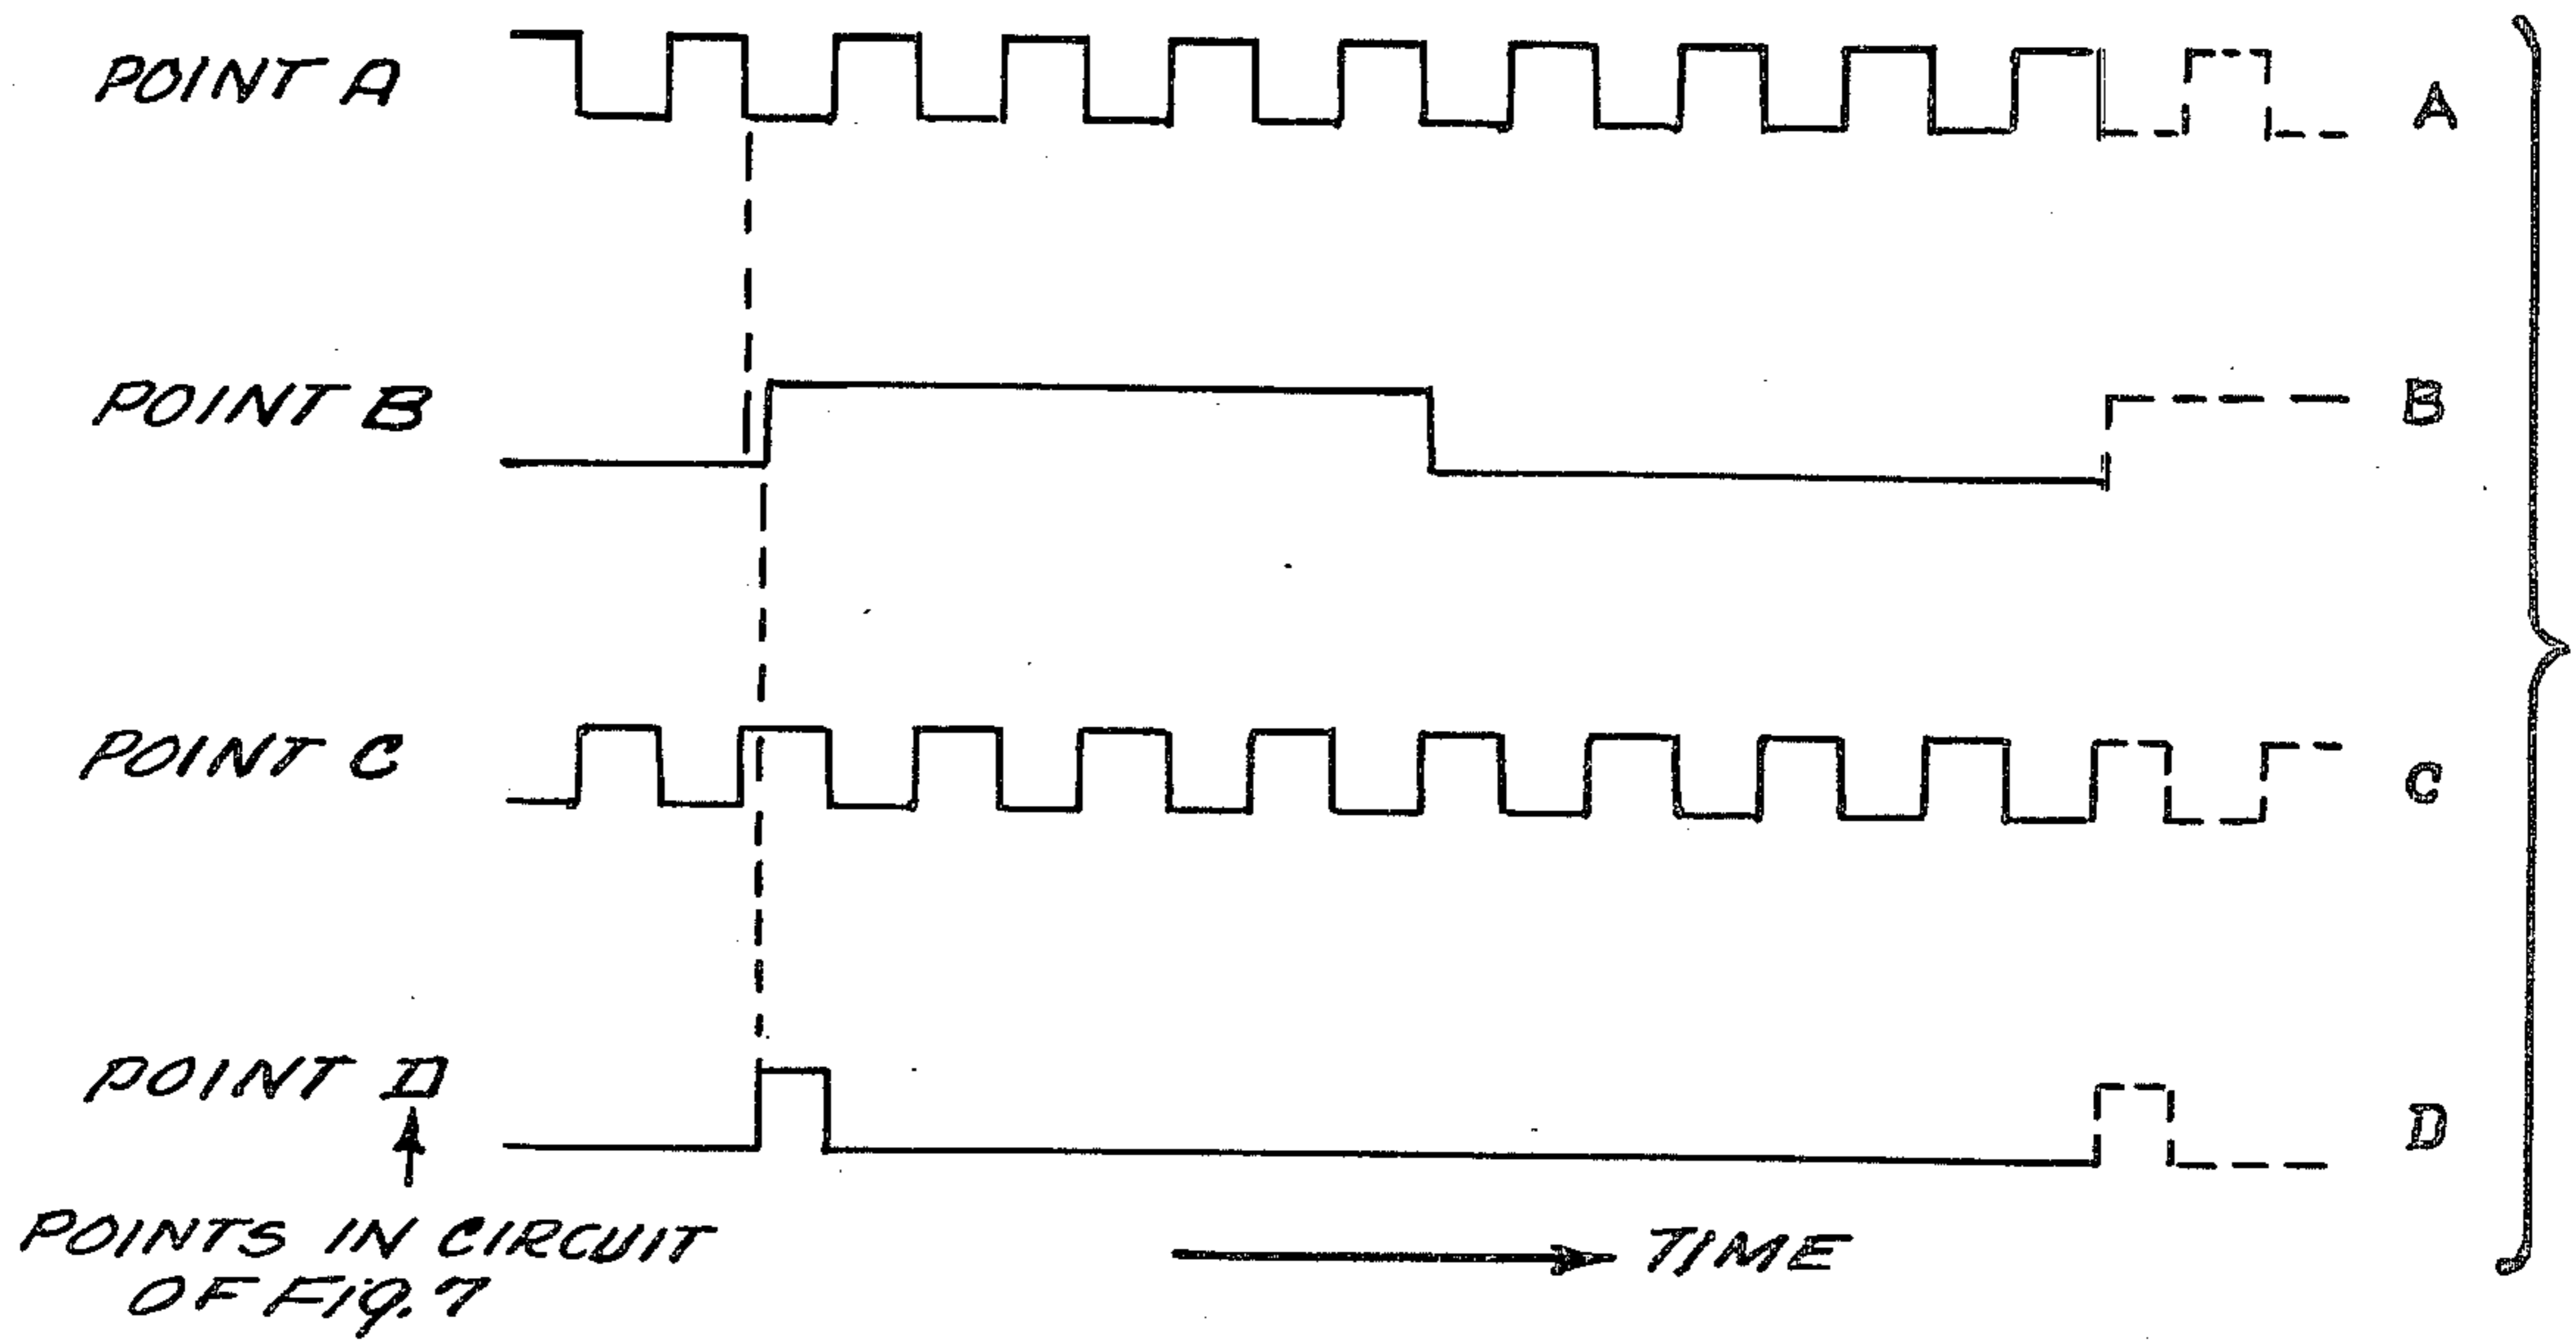 POINT A
A
POINT B
B
POINT C
C
POINT D
D
POINTS IN CIRCUIT
OF FIG. 7
TIME